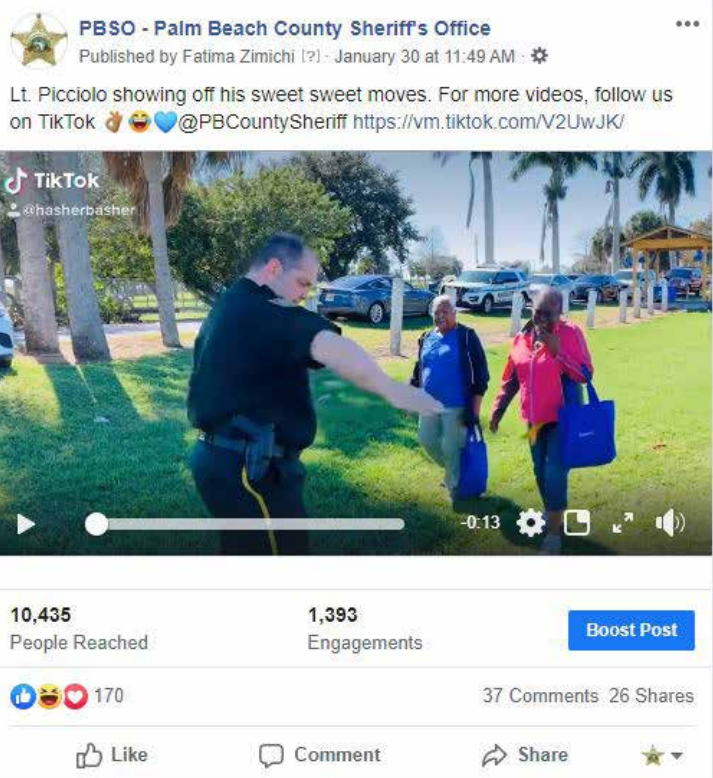 PBSO - Palm Beach County Sheriff's Office
Published by Fatima Zimichi [?] · January 30 at 11:49 AM ·
Lt. Picciolo showing off his sweet sweet moves. For more videos, follow us
on TikTok 👌😂💙@PBCountySheriff https://vm.tiktok.com/V2UwJK/
TikTok
@hasherbasher
-0:13
10,435
People Reached
1,393
Engagements
Boost Post
170
37 Comments 26 Shares
Like
Comment
Share